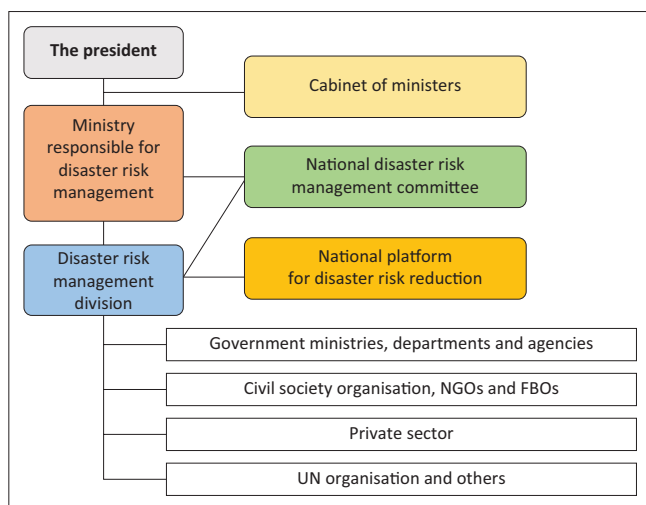 The president
Cabinet of ministers
Ministry
responsible for
disaster risk
management
National disaster risk
management committee
Disaster risk
management
division
National platform
for disaster risk reduction
Government ministries, departments and agencies
Civil society organisation, NGOs and FBOs
Private sector
UN organisation and others